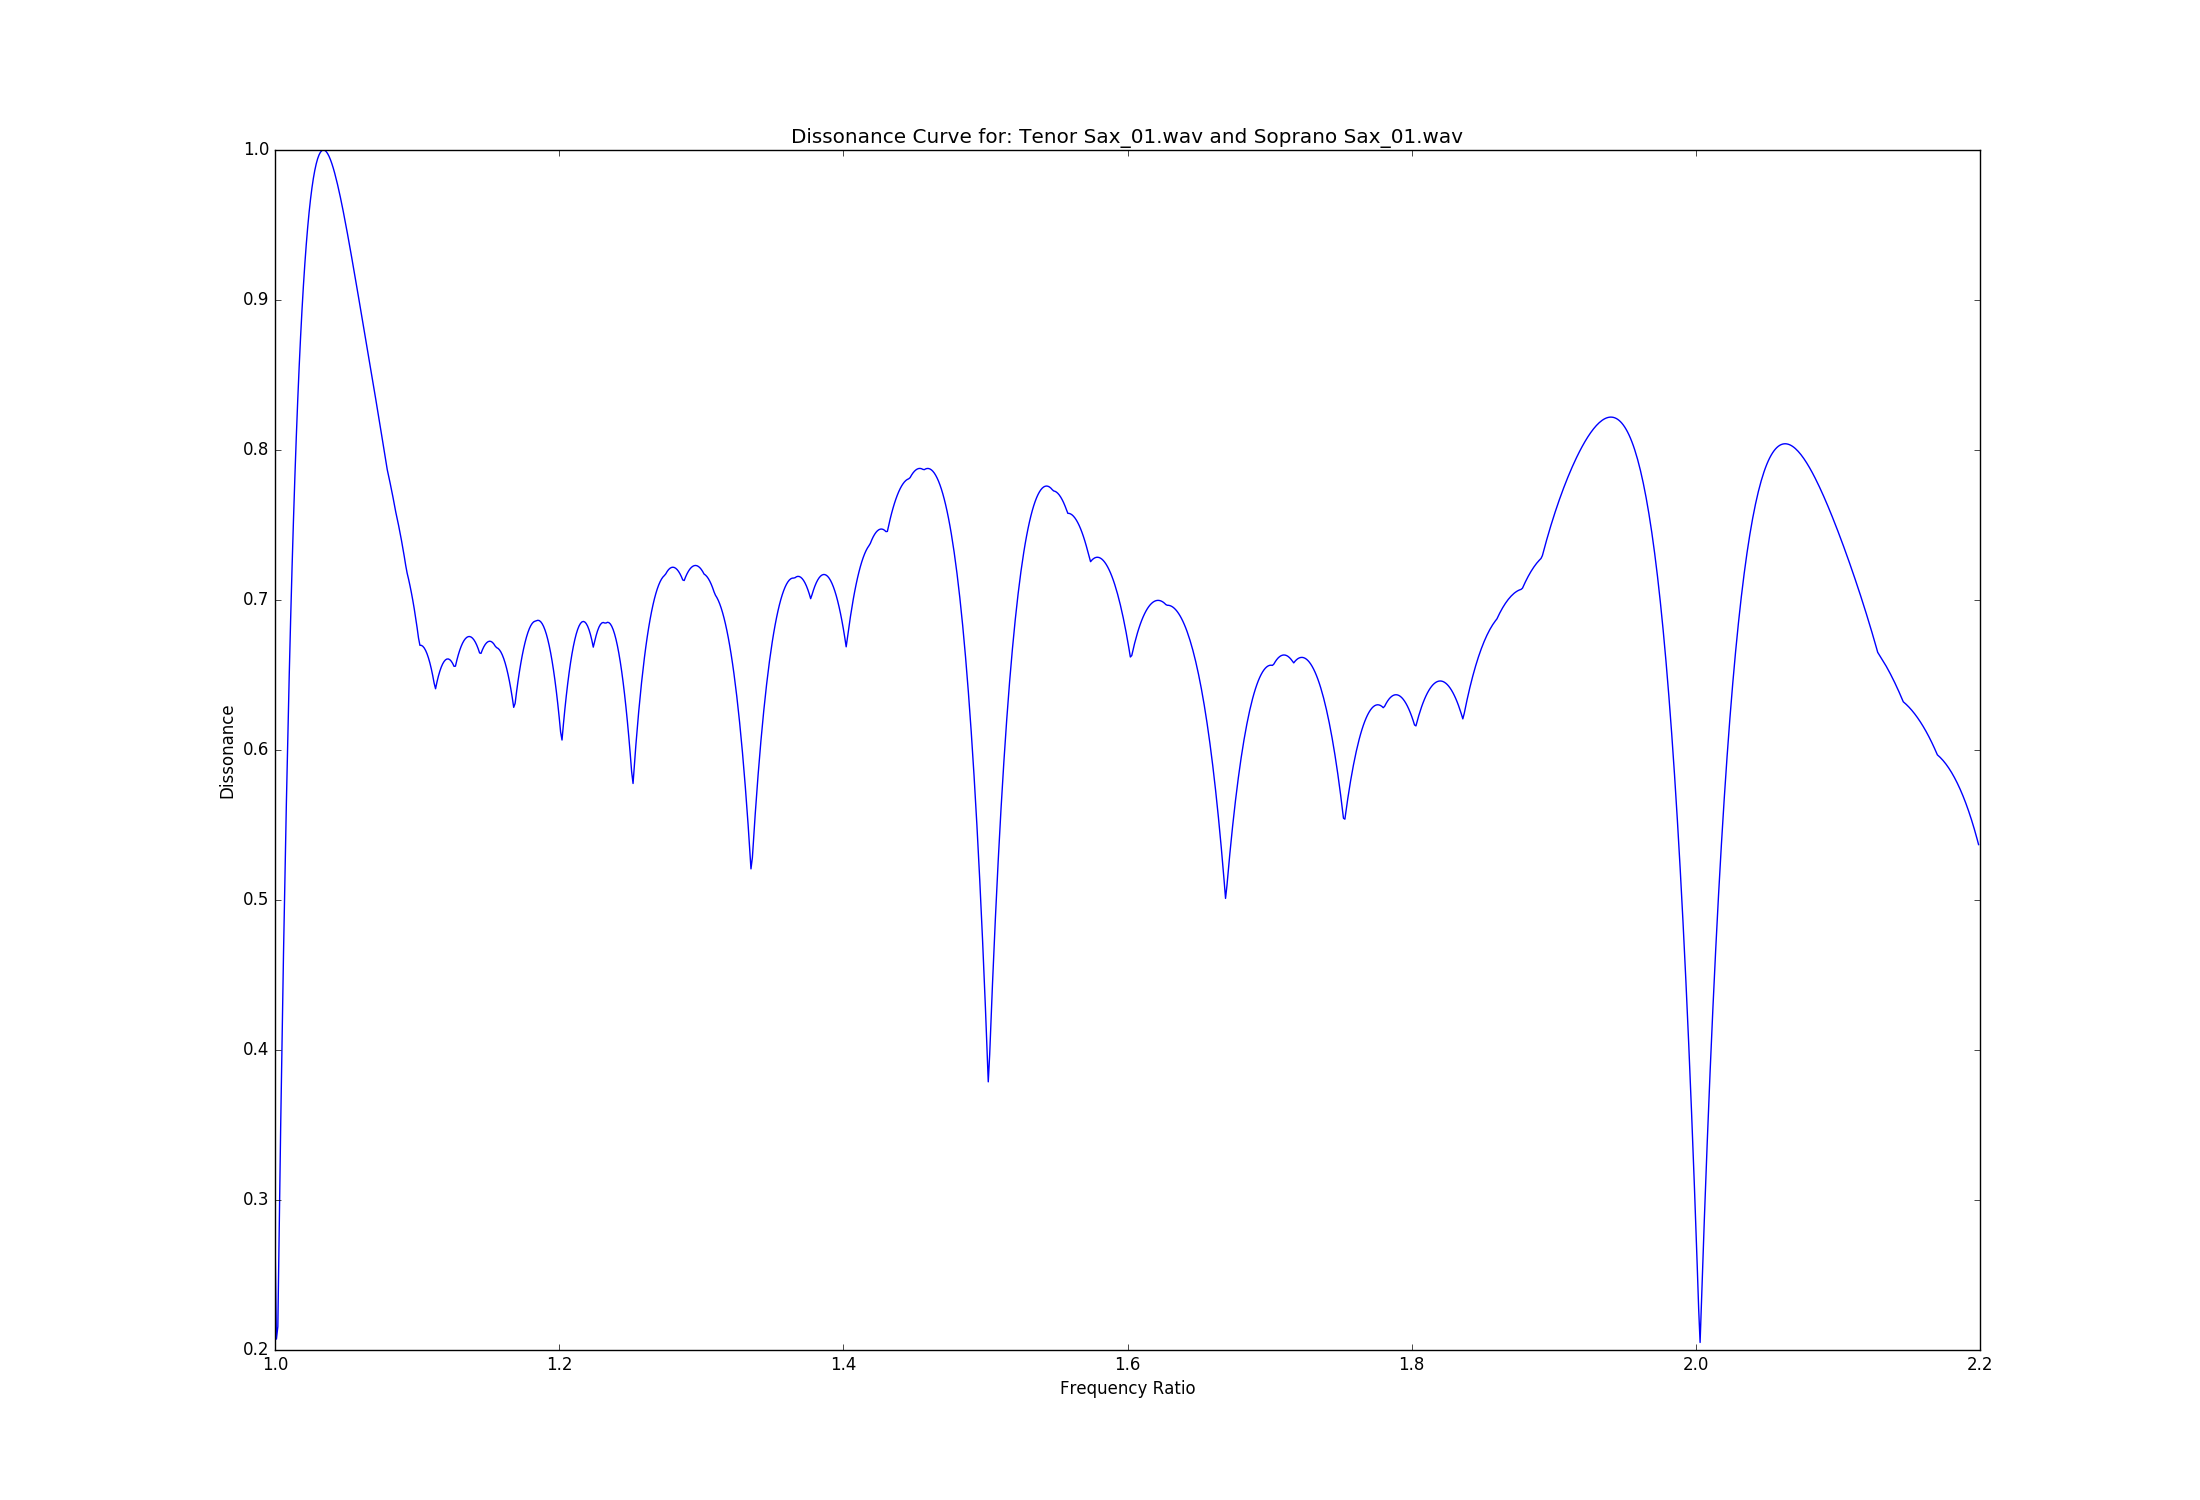 Dissonance Curve for: Tenor Sax_01.wav and Soprano Sax_01.wav
1.0
0.9
0.8
0.7
0.6
0.5
0.4
0.3
0.2
Dissonance
1.0 1.2 1.4 1.6 1.8 2.0 2.2
Frequency Ratio